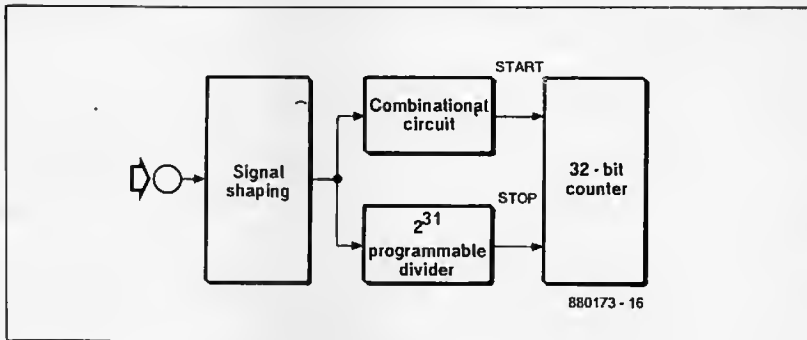 START
Combinational
circuit
Signal
shaping
32 - bit
counter
STOP
2^31
programmable
divider
880173 - 16